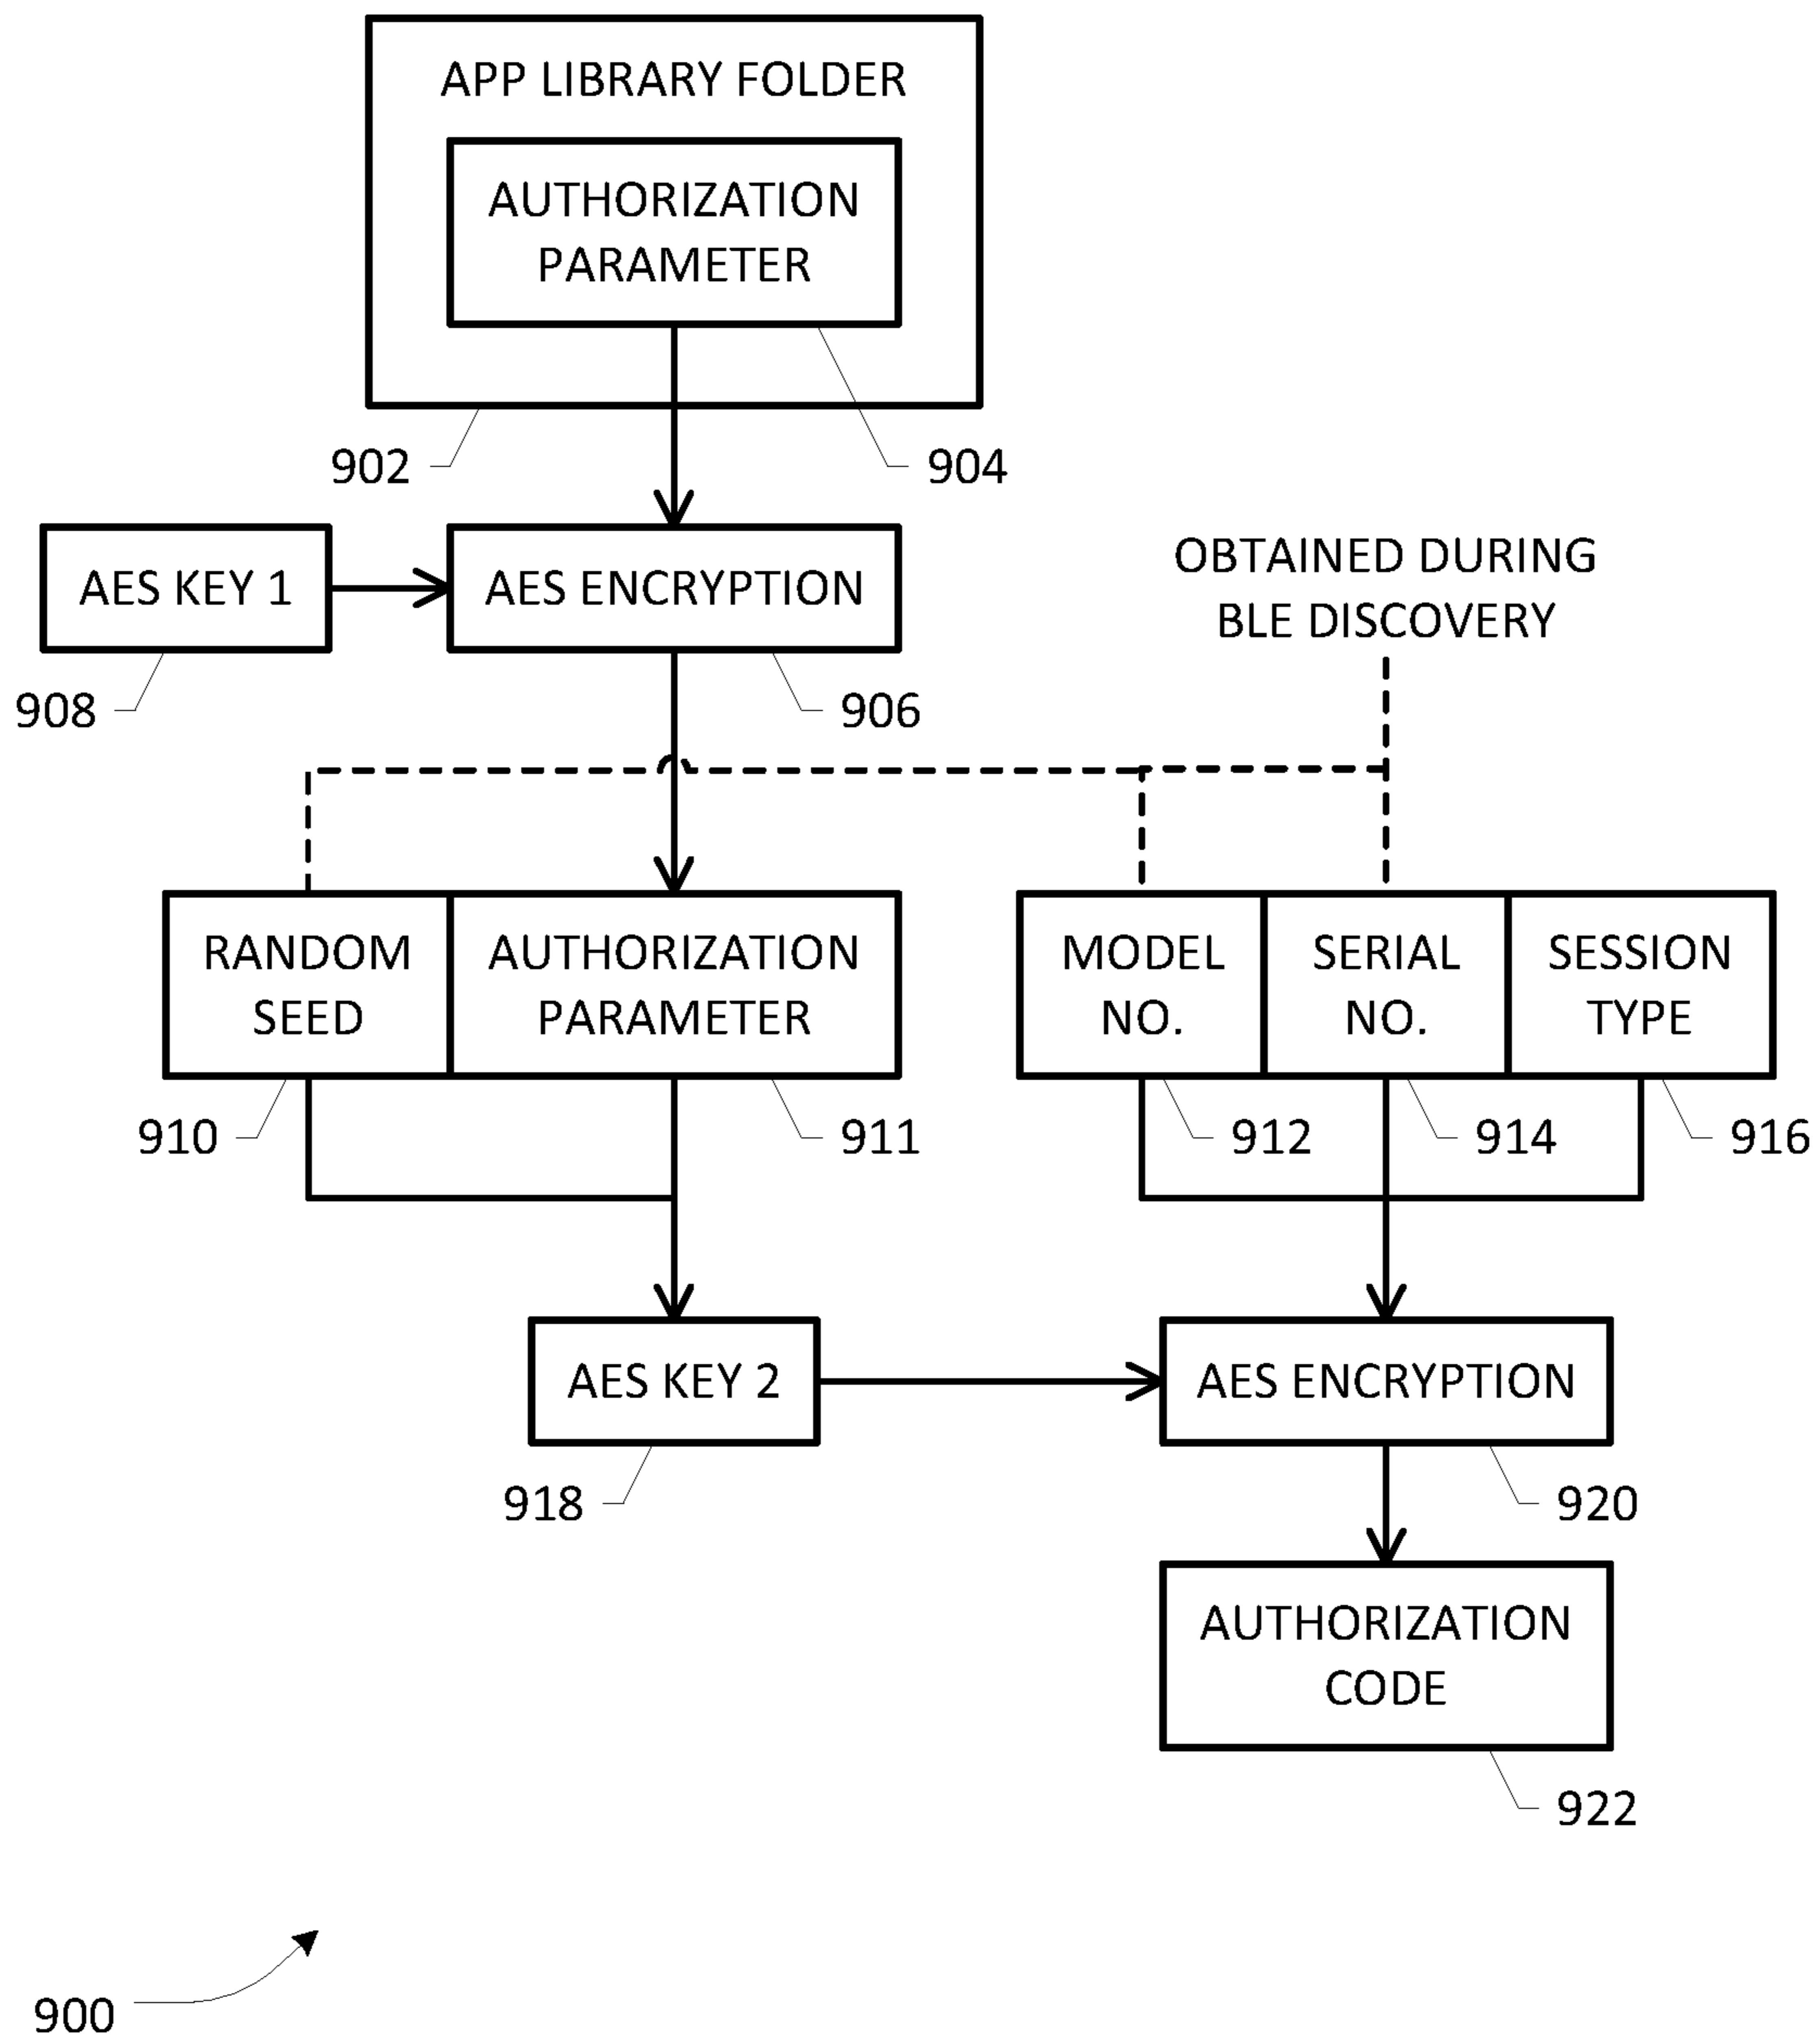 APP LIBRARY FOLDER
AUTHORIZATION
PARAMETER
902
904
AES KEY 1
AES ENCRYPTION
OBTAINED DURING
BLE DISCOVERY
908
906
RANDOM
SEED
AUTHORIZATION
PARAMETER
MODEL
NO.
SERIAL
NO.
SESSION
TYPE
910
911
912
914
916
AES KEY 2
AES ENCRYPTION
918
920
AUTHORIZATION
CODE
922
900